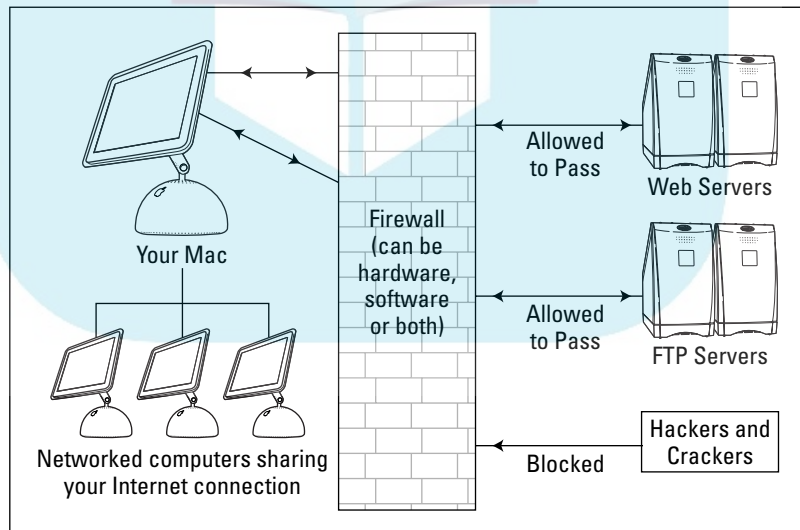 Your Mac
Networked computers sharing
your Internet connection
Firewall
(can be
hardware,
software
or both)
Allowed
to Pass
Web Servers
Allowed
to Pass
FTP Servers
Blocked
Hackers and
Crackers